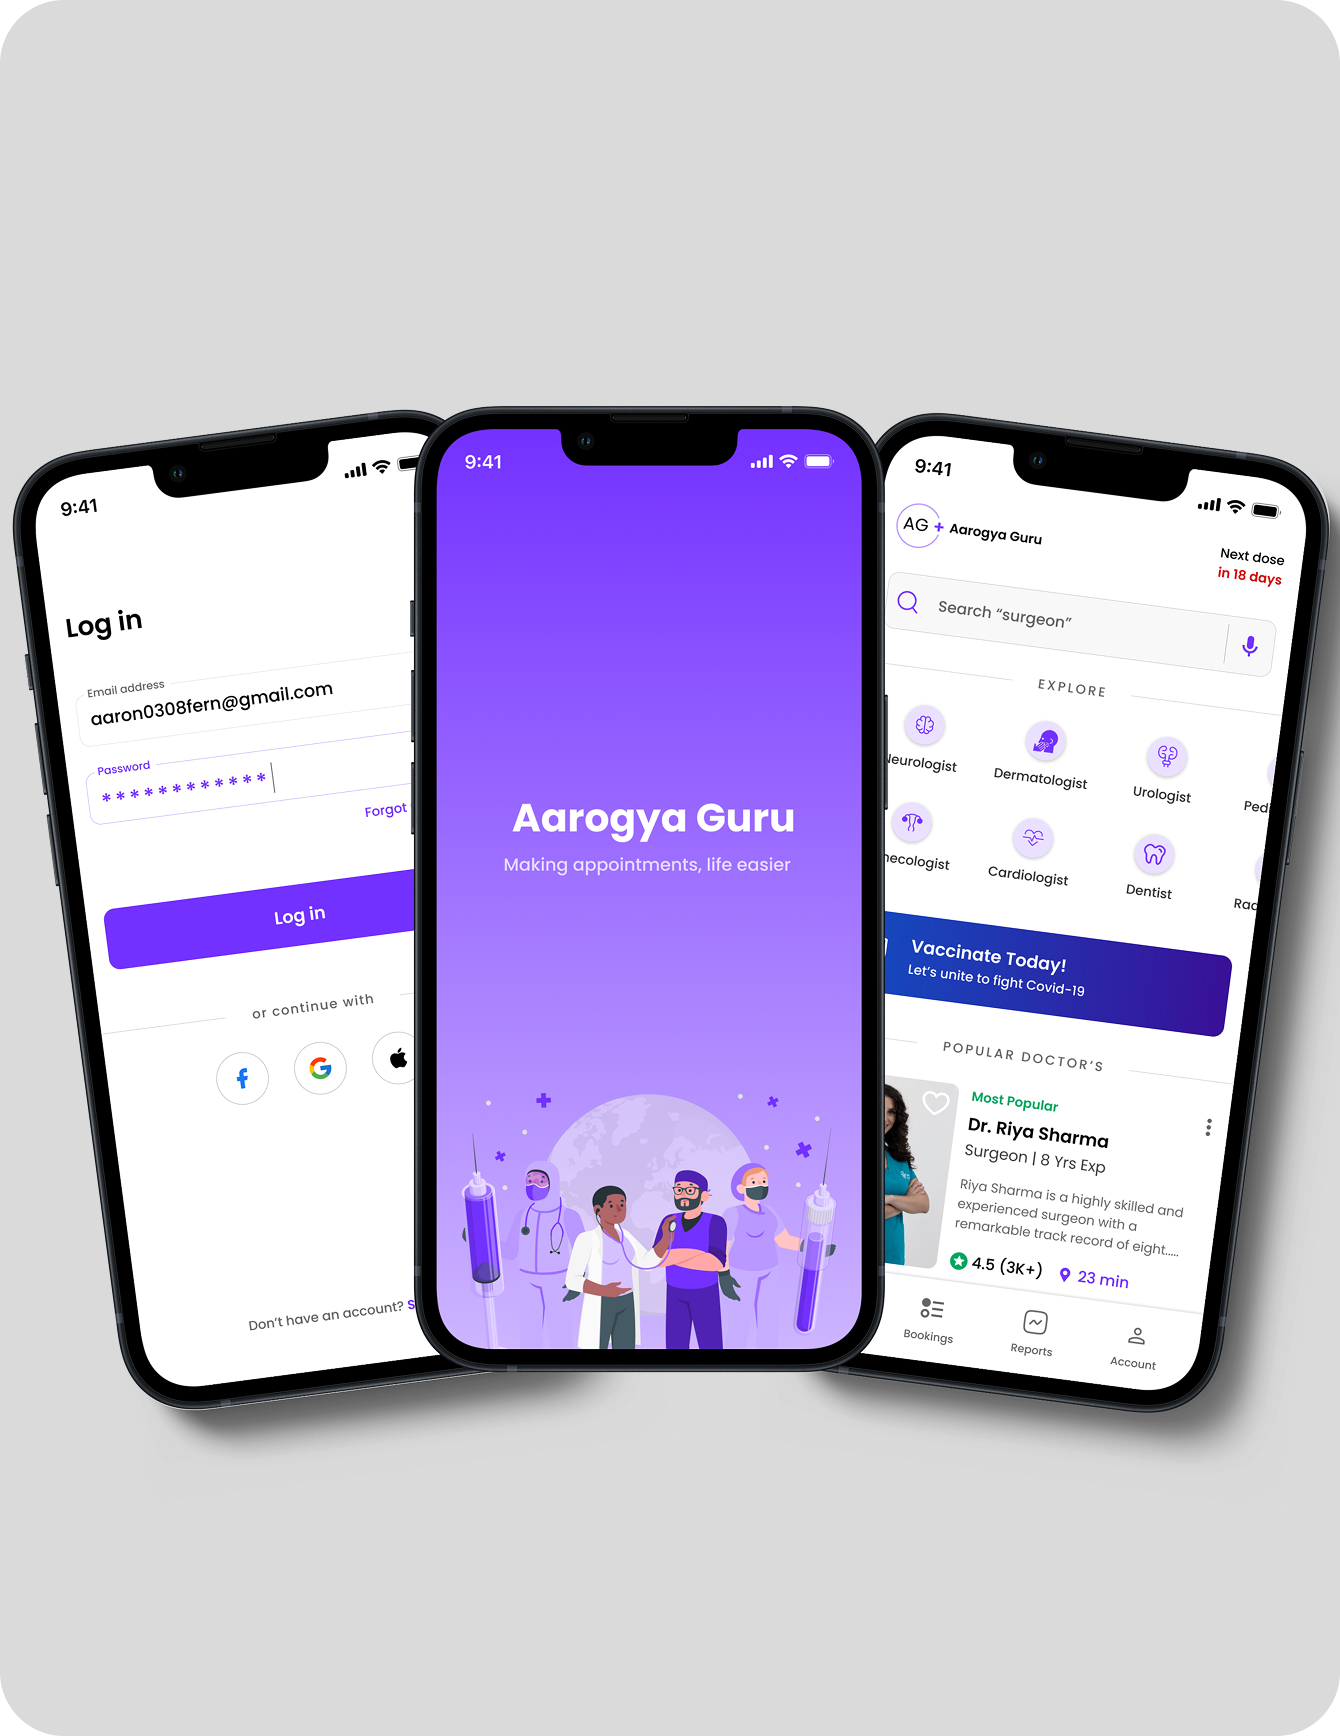 9:41
Log in
Email address
aaron0308fern@gmail.com
Password
************
Forgot
Log in
or continue with
Don't have an account? S
9:41
Aarogya Guru
Making appointments, life easier
9:41
AG + Aarogya Guru
Next dose
in 18 days
Search “surgeon”
EXPLORE
Neurologist
Dermatologist
Urologist
Pedi
necologist
Cardiologist
Dentist
Rad
Vaccinate Today!
Let's unite to fight Covid-19
POPULAR DOCTOR'S
Most Popular
Dr. Riya Sharma
Surgeon | 8 Yrs Exp
Riya Sharma is a highly skilled and
experienced surgeon with a
remarkable track record of eight.....
4.5 (3K+)
23 min
Bookings
Reports
Account